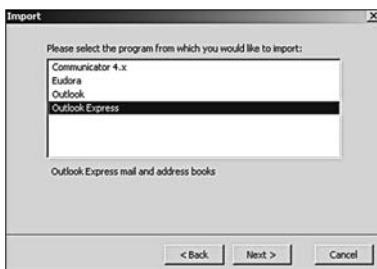 Import
Please select the program from which you would like to import:
Communicator 4.x
Eudora
Outlook
Outlook Express
Outlook Express mail and address books
< Back Next > Cancel